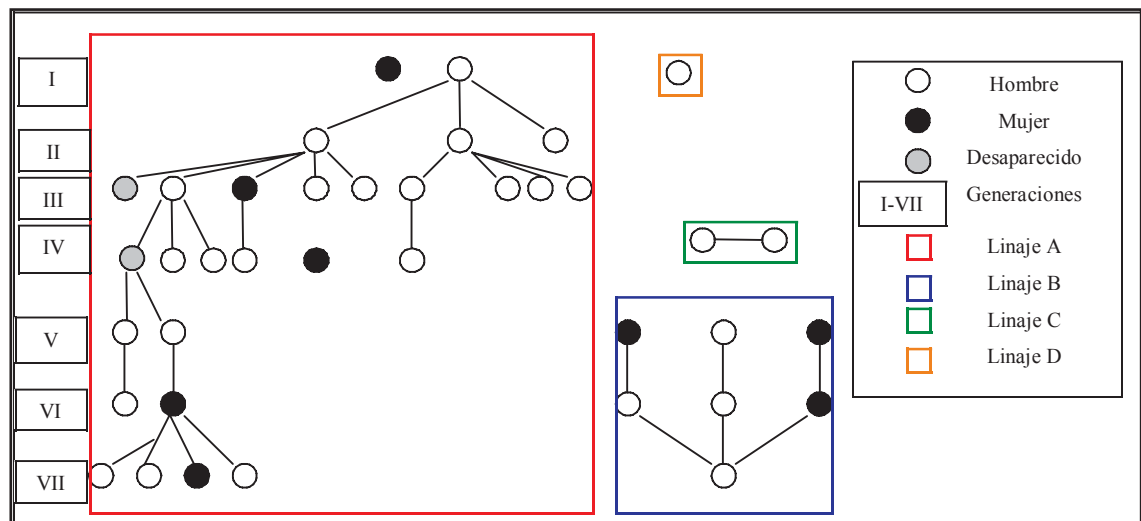 I
II
III
IV
V
VI
VII
Hombre
Mujer
Desaparecido
I-VII
Generaciones
Linaje A
Linaje B
Linaje C
Linaje D